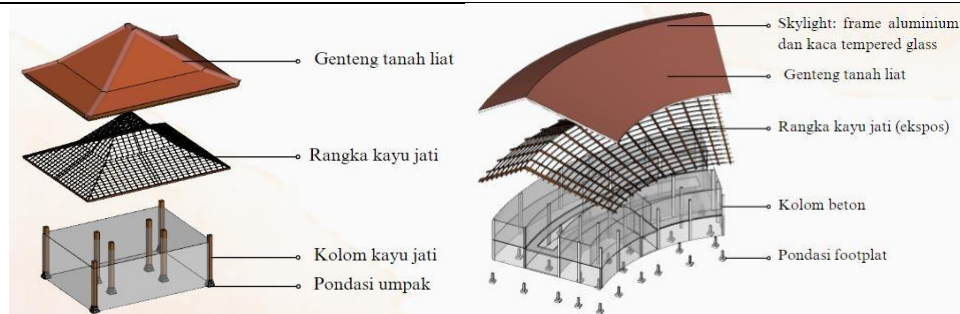 Genteng tanah liat
Rangka kayu jati
Kolom kayu jati
Pondasi umpak
Skylight: frame aluminium
dan kaca tempered glass
Genteng tanah liat
Rangka kayu jati (ekspos)
Kolom beton
Pondasi footplat